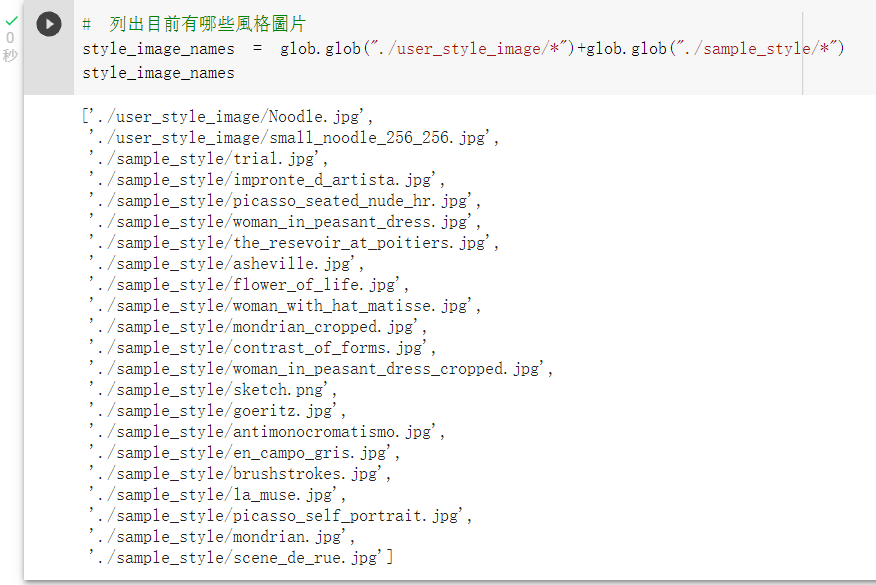 0
秒
# 列出目前有哪些風格圖片
style_image_names = glob.glob("./user_style_image/*")+glob.glob("./sample_style/*")
style_image_names
['./user_style_image/Noodle.jpg',
'./user_style_image/small_noodle_256_256.jpg',
'./sample_style/trial.jpg',
'./sample_style/impronte_d_artista.jpg',
'./sample_style/picasso_seated_nude_hr.jpg',
'./sample_style/woman_in_peasant_dress.jpg',
'./sample_style/the_resevoir_at_poitiers.jpg',
'./sample_style/asheville.jpg',
'./sample_style/flower_of_life.jpg',
'./sample_style/woman_with_hat_matisse.jpg',
'./sample_style/mondrian_cropped.jpg',
'./sample_style/contrast_of_forms.jpg',
'./sample_style/woman_in_peasant_dress_cropped.jpg',
'./sample_style/sketch.png',
'./sample_style/goeritz.jpg',
'./sample_style/antimonocromatismo.jpg',
'./sample_style/en_campo_gris.jpg',
'./sample_style/brushstrokes.jpg',
'./sample_style/la_muse.jpg',
'./sample_style/picasso_self_portrait.jpg',
'./sample_style/mondrian.jpg',
'./sample_style/scene_de_rue.jpg']